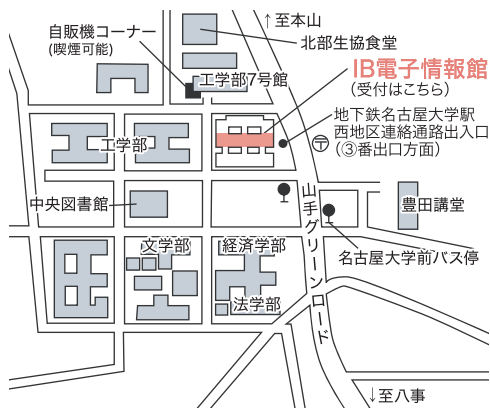 ↑至本山
自販機コーナー
(喫煙可能)
北部生協食堂
工学部7号館
IB電子情報館
(受付はこちら)
地下鉄名古屋大学駅
西地区連絡通路出入口
(③番出口方面)
〒
工学部
中央図書館
山手グリーンロード
豊田講堂
文学部
経済学部
名古屋大学前バス停
法学部
↓至八事